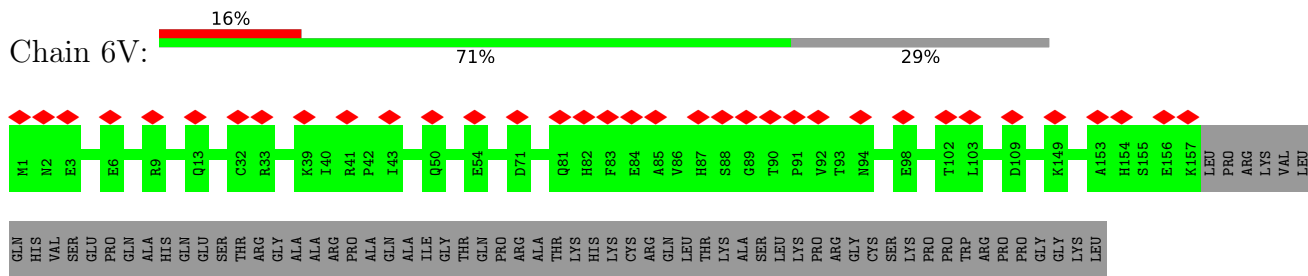 16%
Chain 6V:
71% 29%
M1 N2 E3 E6 R9 Q13 C32 R33 K39 I40 R41 P42 I43 Q50 E54 D71 Q81 H82 F83 E84 A85 V86 H87 S88 G89 T90 P91 V92 T93 N94 E98 T102 L103 D109 K149 A153 H154 S155 E156 K157 LEU PRO ARG LYS VAL LEU
GLN HIS VAL SER GLU PRO GLN ALA HIS GLN GLU SER THR ARG GLY ALA ALA ARG PRO ALA GLN ALA ILE GLY THR GLN PRO ARG ALA THR LYS HIS LYS CYS ARG GLN LEU THR LYS ALA SER LEU LYS PRO ARG GLY CYS SER LYS PRO PRO TRP ARG PRO PRO GLY GLY LYS LEU